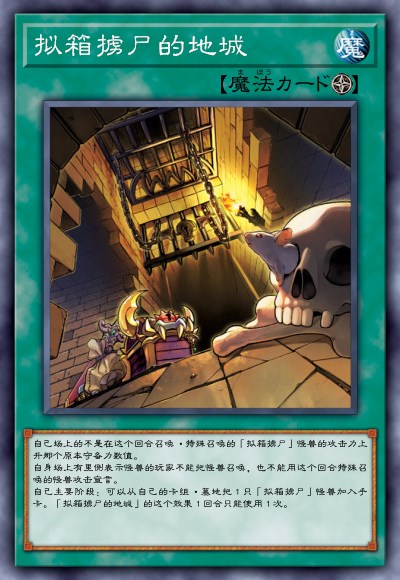 拟箱掳尸的地城
魔
【魔法カード】
まほう
自己场上的不是在这个回合召唤·特殊召唤的「拟箱掳尸」怪兽的攻击力上
升那个原本守备力数值。
自身场上有里侧表示怪兽的玩家不能把怪兽召唤，也不能用这个回合特殊召
唤的怪兽攻击宣言。
自己主要阶段：可以从自己的卡组·墓地把1只「拟箱掳尸」怪兽加入手
卡。「拟箱掳尸的地城」的这个效果1回合只能使用1次。